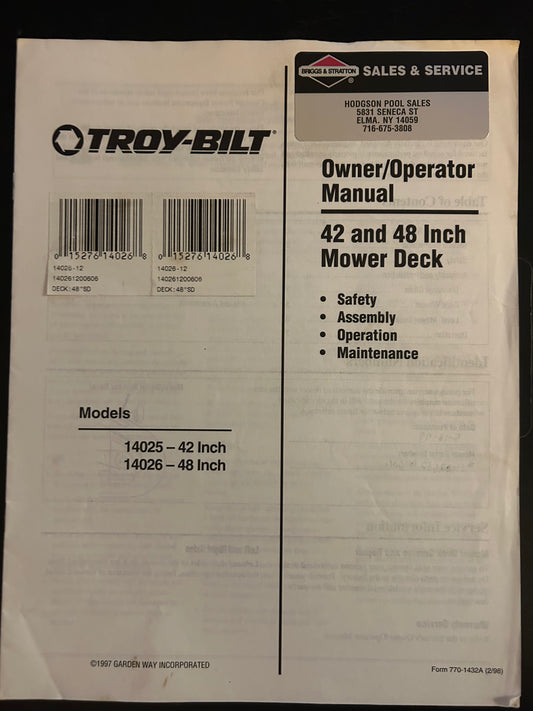 TROY-BILT®
0 15276 14026 8
14026-12
140261200606
DECK:48"SD
0 15276 14026 8
14026-12
140261200606
DECK:48"SD
Models
14025 – 42 Inch
14026 – 48 Inch
©1997 GARDEN WAY INCORPORATED
BRIGGS & STRATTON
®
SALES & SERVICE
HODGSON POOL SALES
5831 SENECA ST
ELMA. NY 14059
716-675-3808
Owner/Operator
Manual
42 and 48 Inch
Mower Deck
• Safety
• Assembly
• Operation
• Maintenance
Form 770-1432A (2/98)